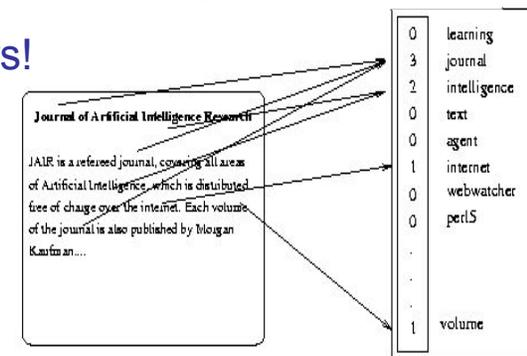 s!
Journal of Artificial Intelligence Research
JAIR is a refereed journal, covering all areas
of Artificial Intelligence, which is distributed
free of charge over the internet. Each volume
of the journal is also published by Morgan
Kaufman....
0 learning
3 journal
2 intelligence
0 text
0 agent
1 internet
0 webwatcher
0 perl5
.
.
.
1 volume